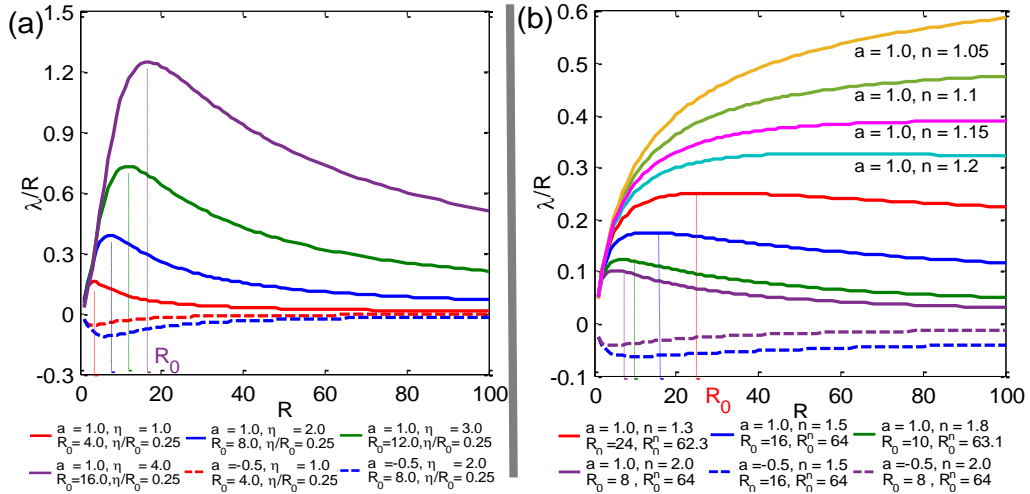 (a)
1.5
1.2
0.9
0.6
0.3
0
-0.3
λ/R
0
20
40
60
80
100
R
R₀
a = 1.0, η = 1.0
R₀= 4.0, η/R₀= 0.25
a = 1.0, η = 2.0
R₀= 8.0, η/R₀= 0.25
a = 1.0, η = 3.0
R₀=12.0,η/R₀= 0.25
a = 1.0, η = 4.0
R₀=16.0,η/R₀= 0.25
a =-0.5, η = 1.0
R₀= 4.0, η/R₀= 0.25
a =-0.5, η = 2.0
R₀= 8.0, η/R₀= 0.25
(b)
0.6
0.5
0.4
0.3
0.2
0.1
0
-0.1
λ/R
a = 1.0, n = 1.05
a = 1.0, n = 1.1
a = 1.0, n = 1.15
a = 1.0, n = 1.2
0
20
40
60
80
100
R
R₀
a = 1.0, n = 1.3
R₀=24, R₀ⁿ= 62.3
a = 1.0, n = 1.5
R₀=16, R₀ⁿ= 64
a = 1.0, n = 1.8
R₀=10, R₀ⁿ= 63.1
a = 1.0, n = 2.0
R₀= 8 , R₀ⁿ= 64
a =-0.5, n = 1.5
R₀=16, R₀ⁿ= 64
a =-0.5, n = 2.0
R₀= 8 , R₀ⁿ= 64